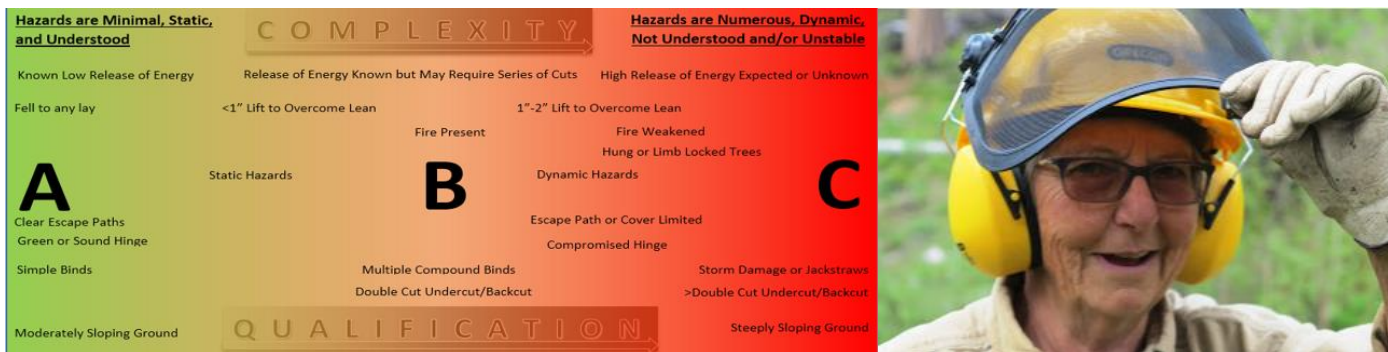 Hazards are Minimal, Static,
and Understood
COMPLEXITY
Hazards are Numerous, Dynamic,
Not Understood and/or Unstable
Known Low Release of Energy
Release of Energy Known but May Require Series of Cuts
High Release of Energy Expected or Unknown
Fell to any lay
<1” Lift to Overcome Lean
1”-2” Lift to Overcome Lean
Fire Present
Fire Weakened
Hung or Limb Locked Trees
A
Static Hazards
B
Dynamic Hazards
C
Clear Escape Paths
Escape Path or Cover Limited
Green or Sound Hinge
Compromised Hinge
Simple Binds
Multiple Compound Binds
Storm Damage or Jackstraws
Double Cut Undercut/Backcut
>Double Cut Undercut/Backcut
Moderately Sloping Ground
QUALIFICATION
Steeply Sloping Ground
OREGON